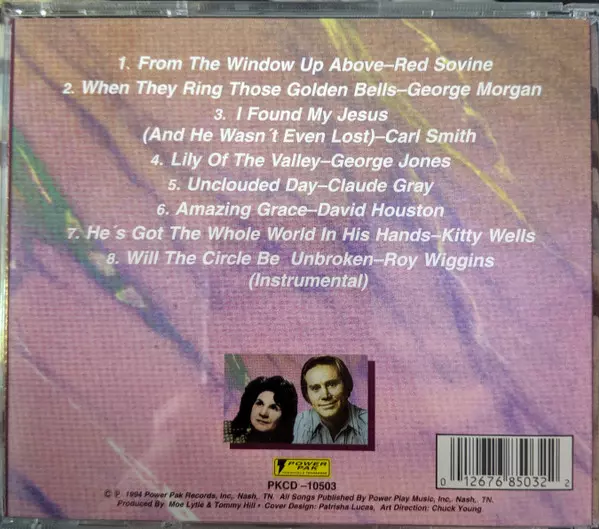 1. From The Window Up Above–Red Sovine
2. When They Ring Those Golden Bells–George Morgan
3. I Found My Jesus
(And He Wasn´t Even Lost)–Carl Smith
4. Lily Of The Valley–George Jones
5. Unclouded Day–Claude Gray
6. Amazing Grace–David Houston
7. He´s Got The Whole World In His Hands–Kitty Wells
8. Will The Circle Be Unbroken–Roy Wiggins
(Instrumental)
POWER
PAK
PKCD –10503
0 12676 85032 2
© ℗ 1994 Power Pak Records, Inc, Nash, TN. All Songs Published By Power Play Music, Inc, Nash, TN.
Produced By Moe Lytle & Tommy Hill • Cover Design: Patrisha Lucas, Art Direction: Chuck Young